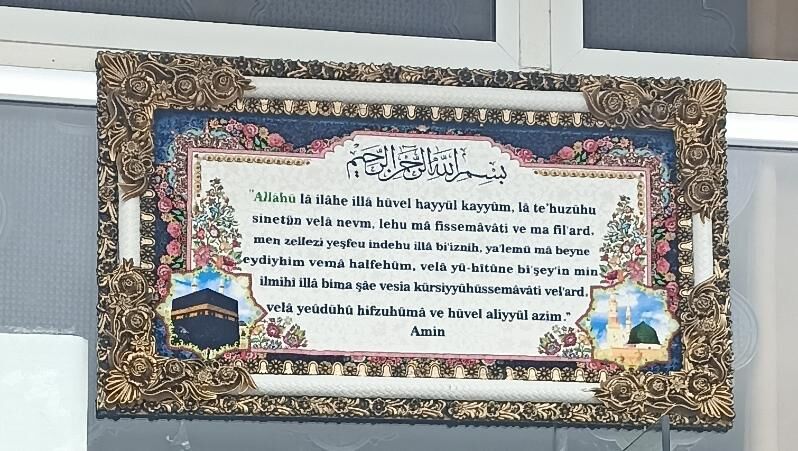 بسم الله الرحمن الرحيم
"Allahü lâ ilâhe illâ hüvel hayyül kayyûm, lâ te'huzühu
sinetün velâ nevm, lehu mâ fissemâvâti ve ma fil'ard,
men zellezi yeşfeu indehu illâ bi'iznih, ya'lemü mâ beyne
eydiyhim vemâ halfehüm, velâ yü-hîtûne bi'şey'in min
ilmihi illâ bima şâe vesia kürsiyyühüssemâvâti vel'ard,
velâ yeûdühû hifzuhümâ ve hüvel aliyyül azim."
Amin